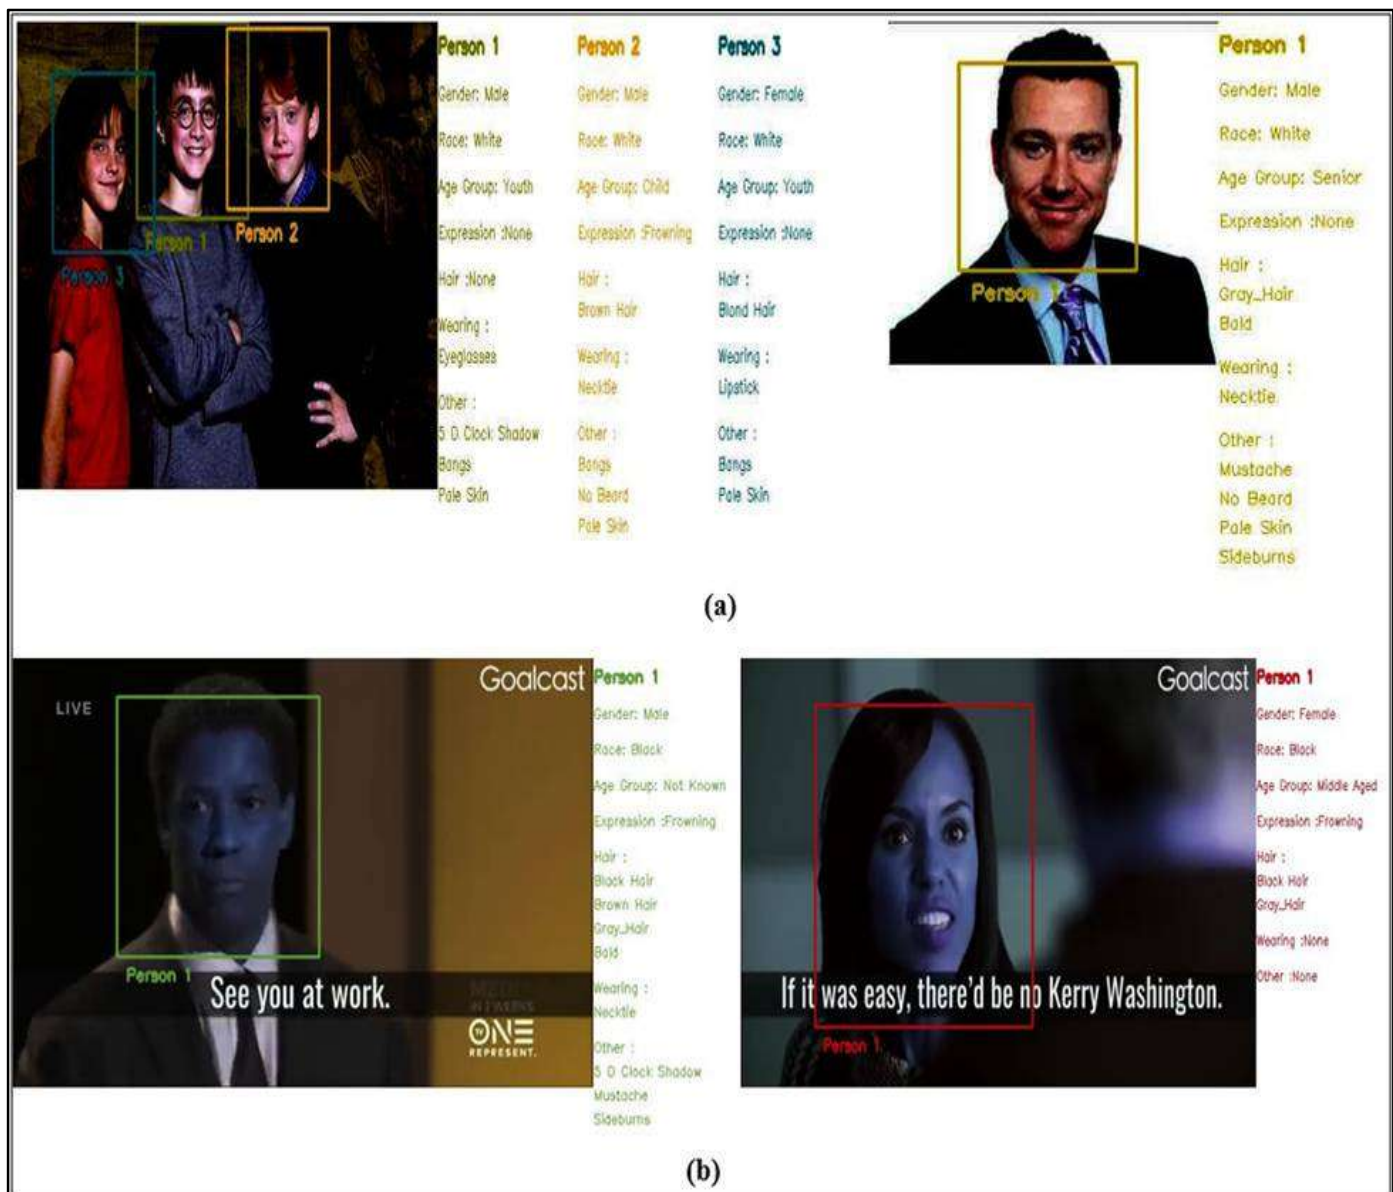 Person 1
Gender: Male
Race: White
Age Group: Youth
Expression :None
Hair :None
Wearing :
Eyeglasses
Other :
5 O Clock Shadow
Bangs
Pale Skin
Person 2
Gender: Male
Race: White
Age Group: Child
Expression :Frowning
Hair :
Brown Hair
Wearing :
Necktie
Other :
Bangs
No Beard
Pale Skin
Person 3
Gender: Female
Race: White
Age Group: Youth
Expression :None
Hair :
Blond Hair
Wearing :
Lipstick
Other :
Bangs
Pale Skin
Person 1
Person 2
Person 3
Person 1
Gender: Male
Race: White
Age Group: Senior
Expression :None
Hair :
Gray_Hair
Bald
Wearing :
Necktie
Other :
Mustache
No Beard
Pale Skin
Sideburns
Person 1
(a)
LIVE
Goalcast
Person 1
See you at work.
ONE
TV
REPRESENT.
Person 1
Gender: Male
Race: Black
Age Group: Not Known
Expression :Frowning
Hair :
Black Hair
Brown Hair
Gray_Hair
Bald
Wearing :
Necktie
Other :
5 O Clock Shadow
Mustache
Sideburns
Goalcast
If it was easy, there'd be no Kerry Washington.
Person 1
Person 1
Gender: Female
Race: Black
Age Group: Middle Aged
Expression :Frowning
Hair :
Black Hair
Gray_Hair
Wearing :None
Other :None
(b)